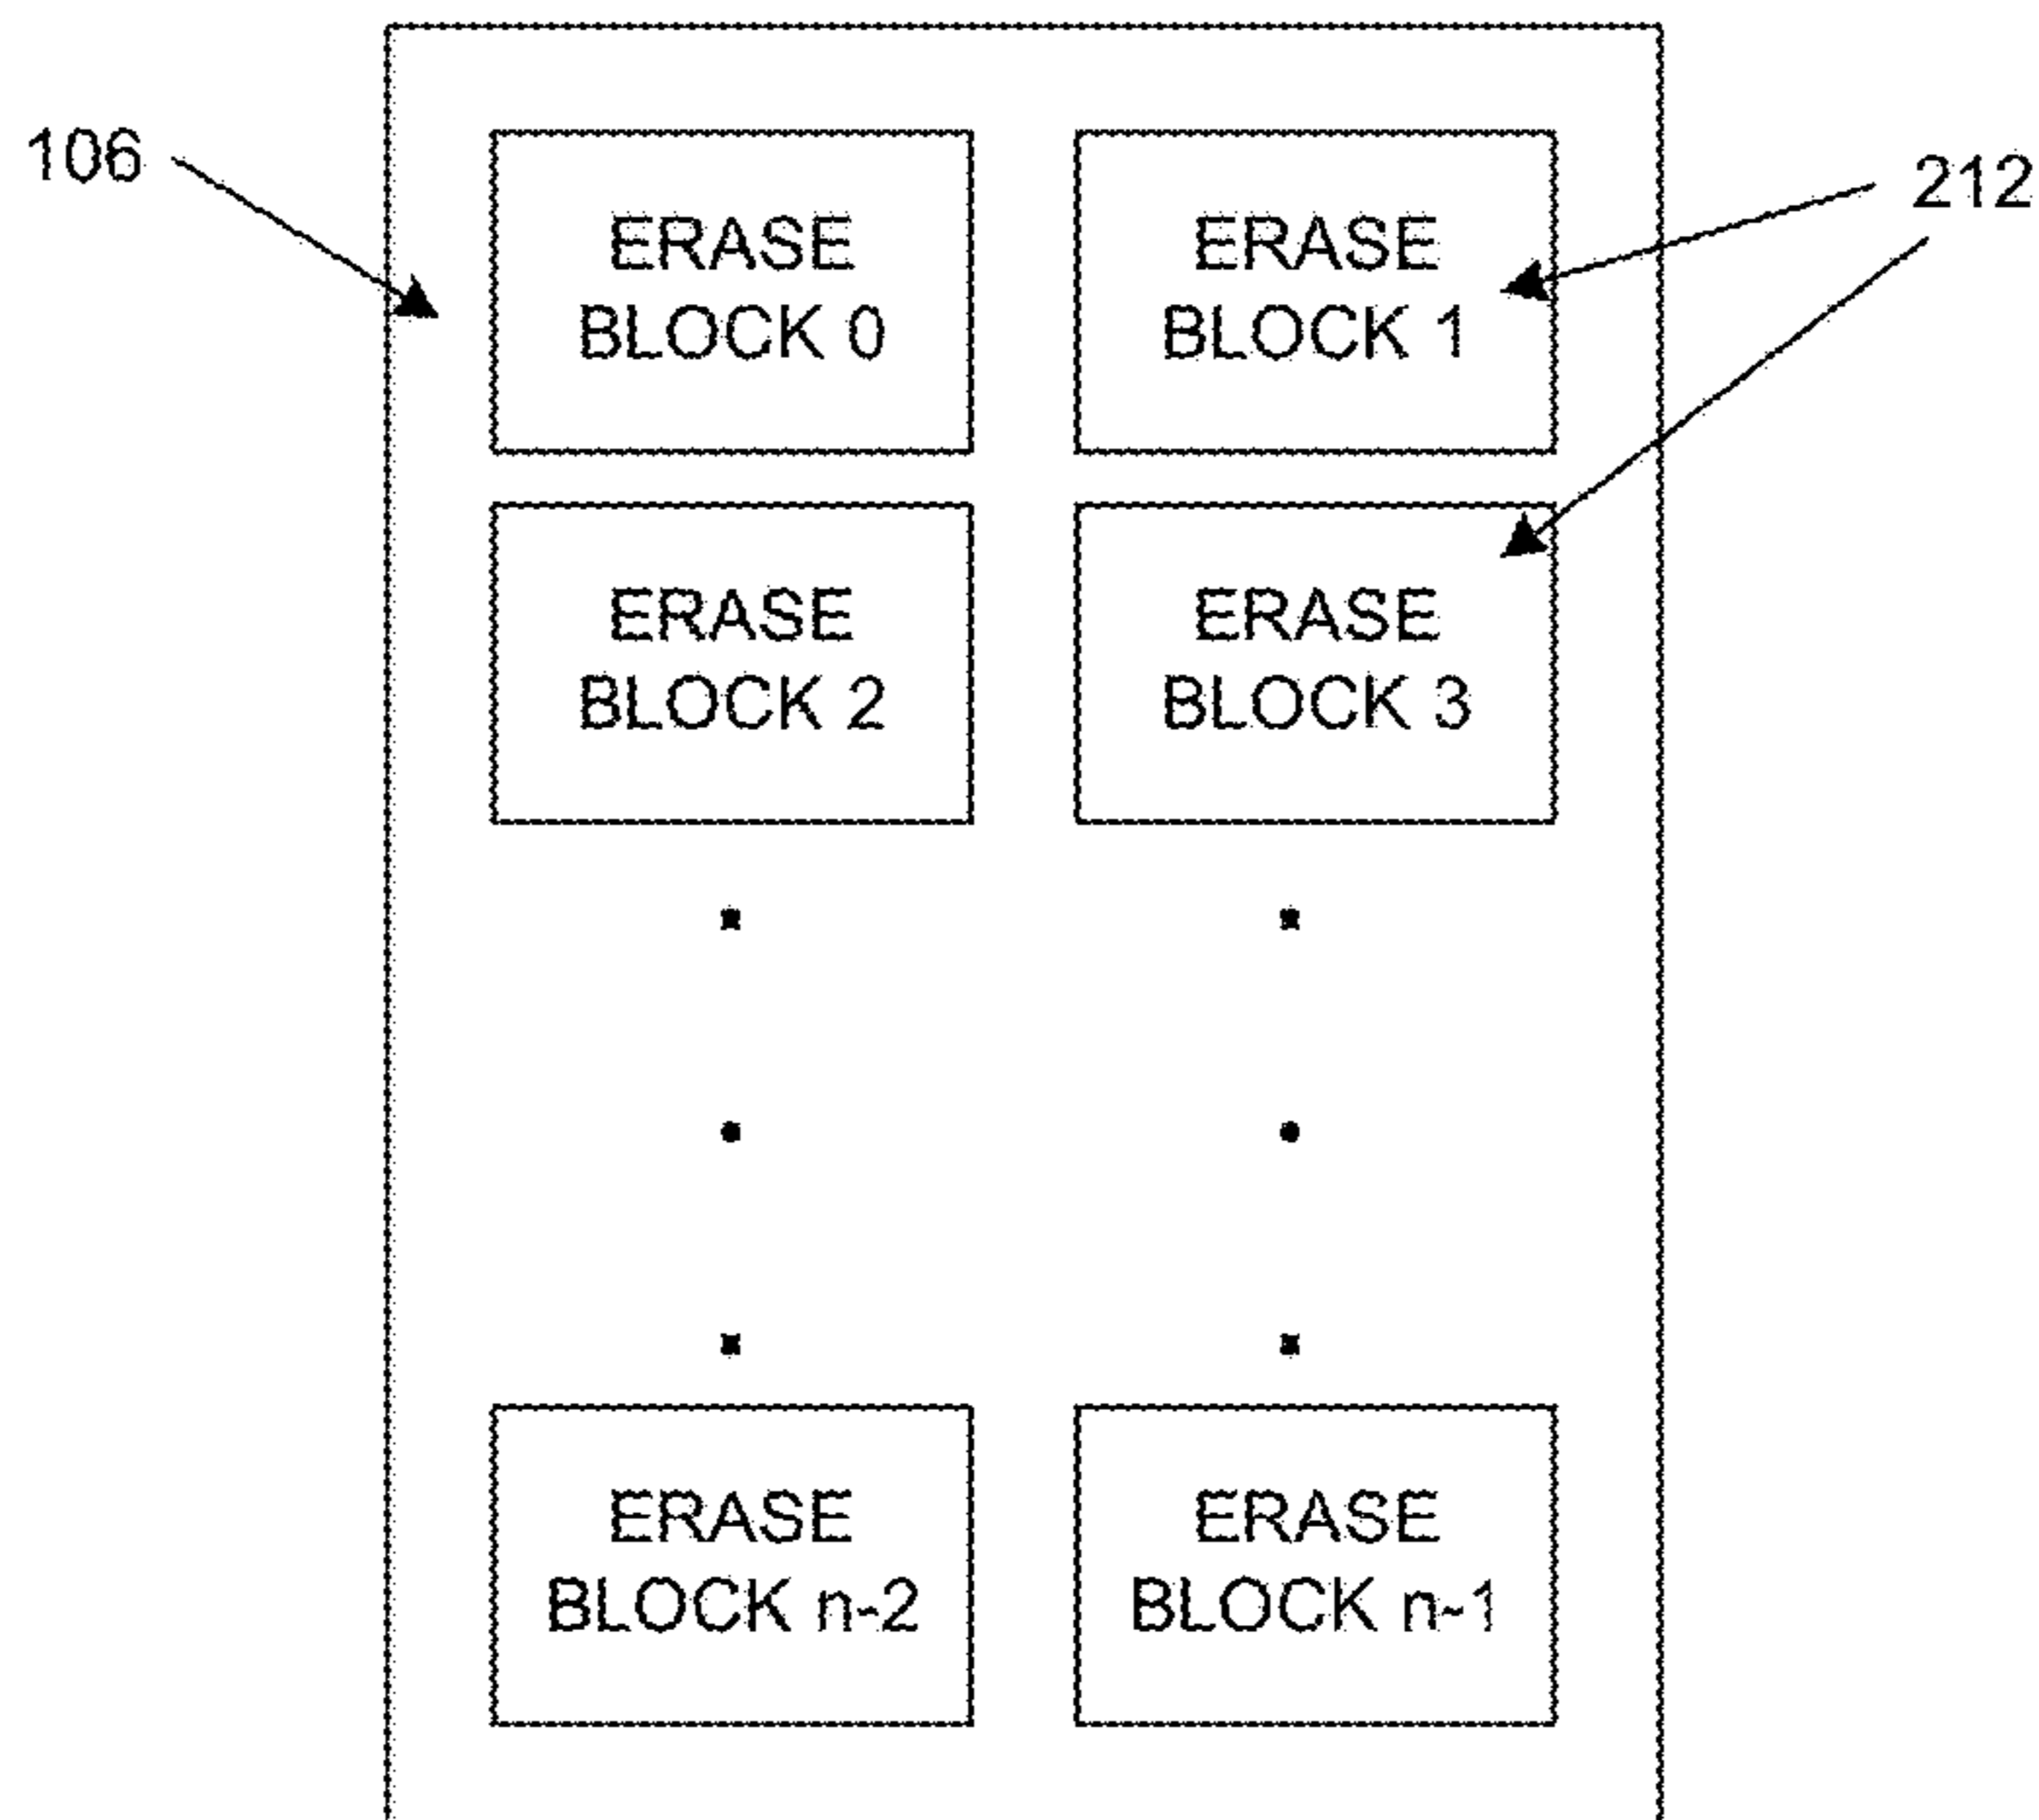 106
212
ERASE
BLOCK 0
ERASE
BLOCK 1
ERASE
BLOCK 2
ERASE
BLOCK 3
ERASE
BLOCK n-2
ERASE
BLOCK n-1